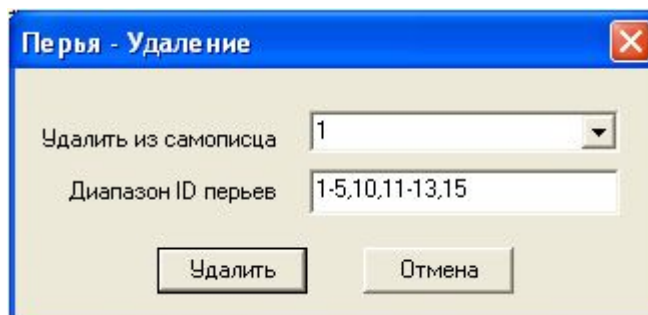 Перья - Удаление
Удалить из самописца 1
Диапазон ID перьев 1-5,10,11-13,15
Удалить Отмена